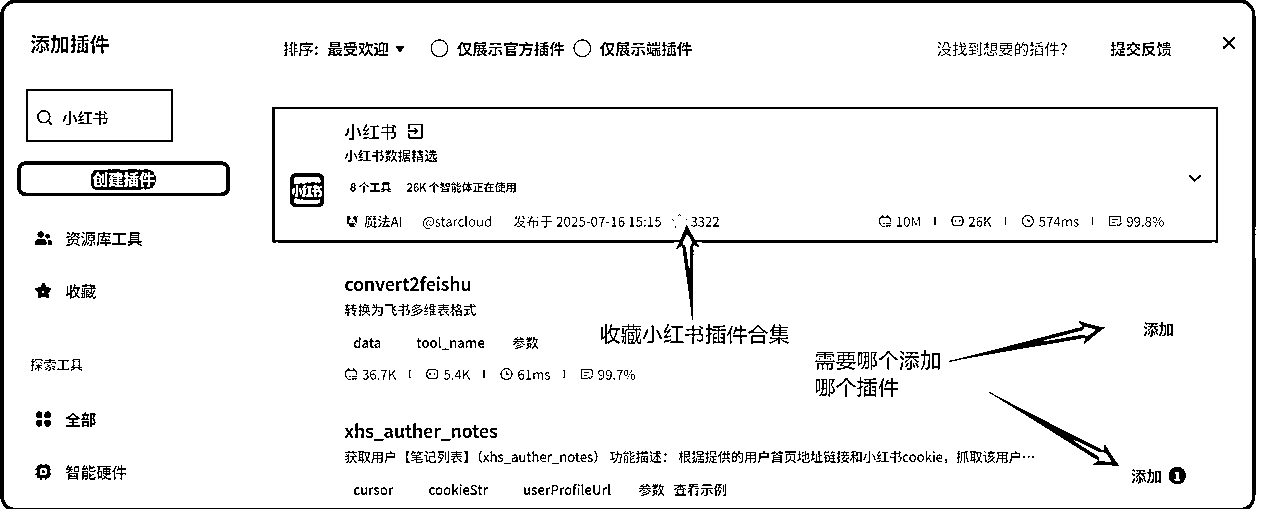 添加插件
排序：最受欢迎
仅展示官方插件
仅展示端插件
没找到想要的插件？
提交反馈
小红书
创建插件
资源库工具
收藏
探索工具
全部
智能硬件
小红书
小红书
小红书数据精选
8个工具 26K个智能体正在使用
魔法AI @starcloud 发布于 2025-07-16 15:15 3322
10M 26K 574ms 99.8%
convert2feishu
转换为飞书多维表格式
data tool_name 参数
36.7K 5.4K 61ms 99.7%
添加
收藏小红书插件合集
需要哪个添加
哪个插件
xhs_auther_notes
获取用户【笔记列表】（xhs_auther_notes） 功能描述： 根据提供的用户首页地址链接和小红书cookie，抓取该用户…
cursor cookieStr userProfileUrl 参数 查看示例
添加 1